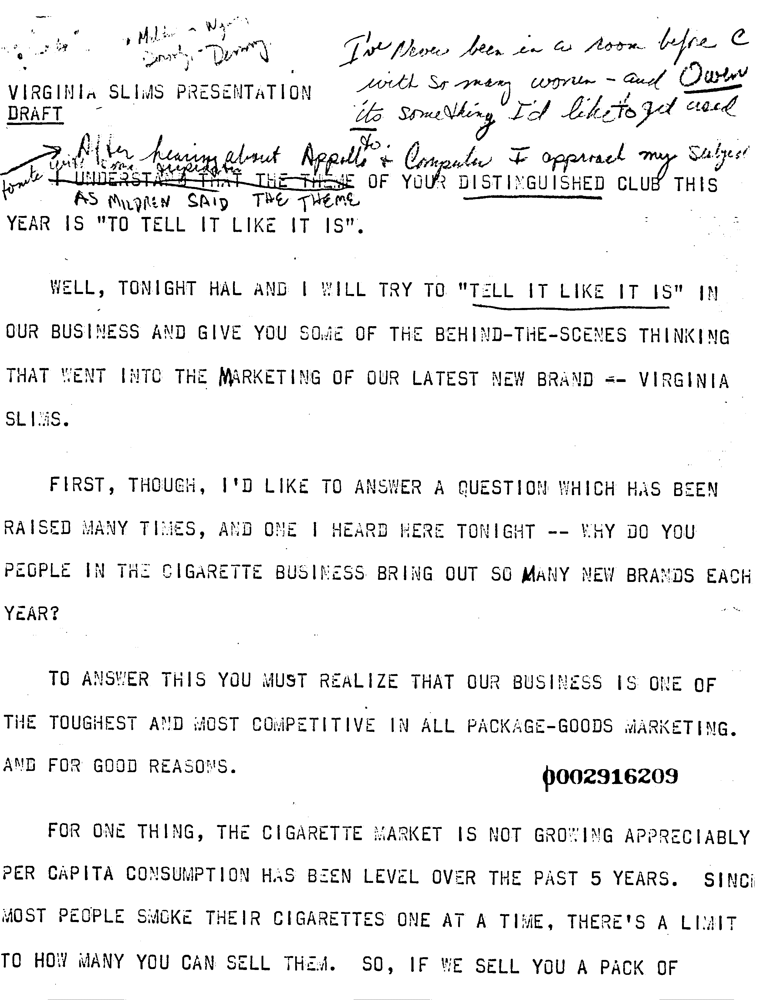 I've Never been in a room before
with so many women - and Owen
its something I'd like to get used
to.
VIRGINIA SLIMS PRESENTATION
DRAFT
After hearing about Appollo & Computer I approach my subject
with some trepidation
I UNDERSTAND THAT THE THEME OF YOUR DISTINGUISHED CLUB THIS
AS MILDREN SAID THE THEME
YEAR IS "TO TELL IT LIKE IT IS".
WELL, TONIGHT HAL AND I WILL TRY TO "TELL IT LIKE IT IS" IN
OUR BUSINESS AND GIVE YOU SOME OF THE BEHIND-THE-SCENES THINKING
THAT WENT INTO THE MARKETING OF OUR LATEST NEW BRAND -- VIRGINIA
SLIMS.
FIRST, THOUGH, I'D LIKE TO ANSWER A QUESTION WHICH HAS BEEN
RAISED MANY TIMES, AND ONE I HEARD HERE TONIGHT -- WHY DO YOU
PEOPLE IN THE CIGARETTE BUSINESS BRING OUT SO MANY NEW BRANDS EACH
YEAR?
TO ANSWER THIS YOU MUST REALIZE THAT OUR BUSINESS IS ONE OF
THE TOUGHEST AND MOST COMPETITIVE IN ALL PACKAGE-GOODS MARKETING.
AND FOR GOOD REASONS.
0002916209
FOR ONE THING, THE CIGARETTE MARKET IS NOT GROWING APPRECIABLY
PER CAPITA CONSUMPTION HAS BEEN LEVEL OVER THE PAST 5 YEARS. SINC
MOST PEOPLE SMOKE THEIR CIGARETTES ONE AT A TIME, THERE'S A LIMIT
TO HOW MANY YOU CAN SELL THEM. SO, IF WE SELL YOU A PACK OF